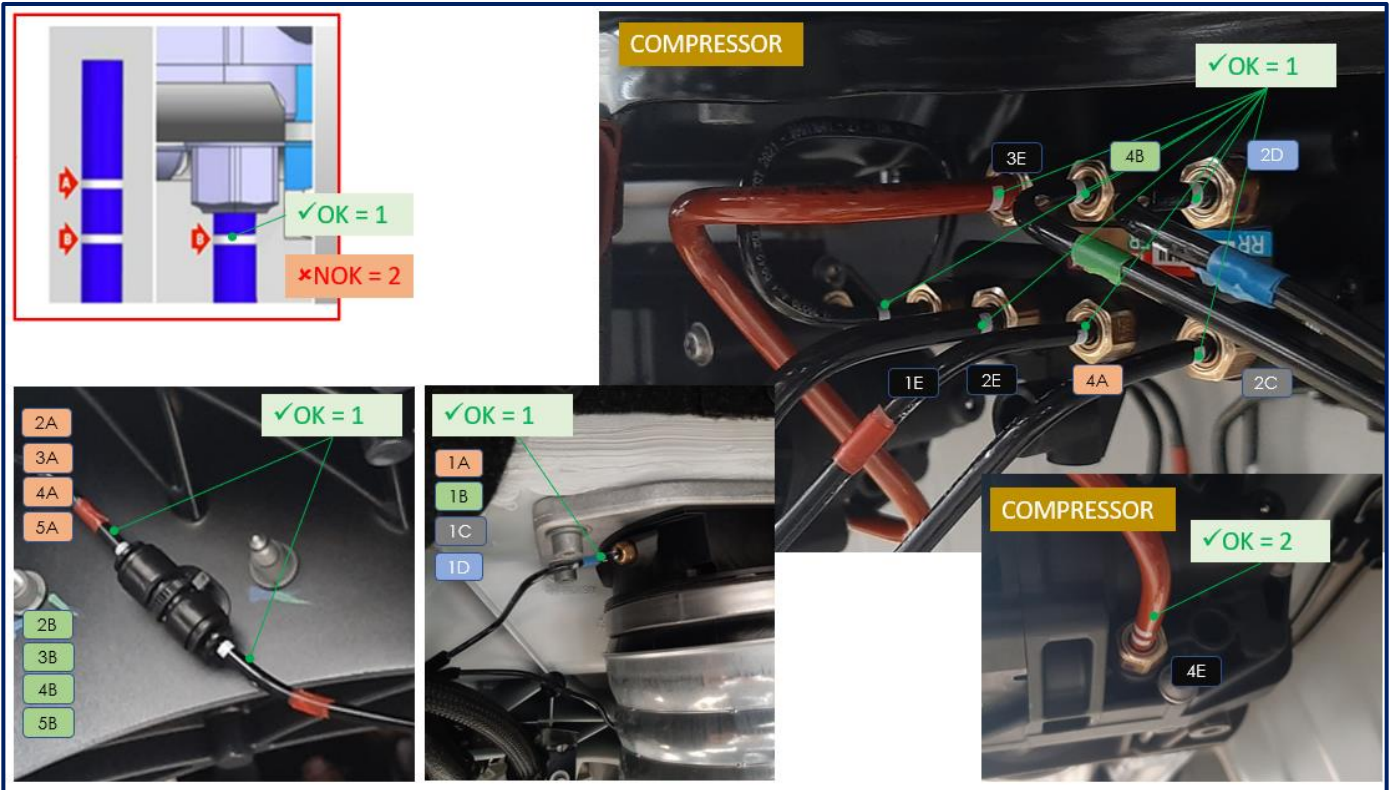 A
B
B
✓OK = 1
×NOK = 2
COMPRESSOR
✓OK = 1
3E
4B
2D
RR
1E
2E
4A
2C
2A
3A
4A
5A
✓OK = 1
2B
3B
4B
5B
✓OK = 1
1A
1B
1C
1D
COMPRESSOR
✓OK = 2
4E